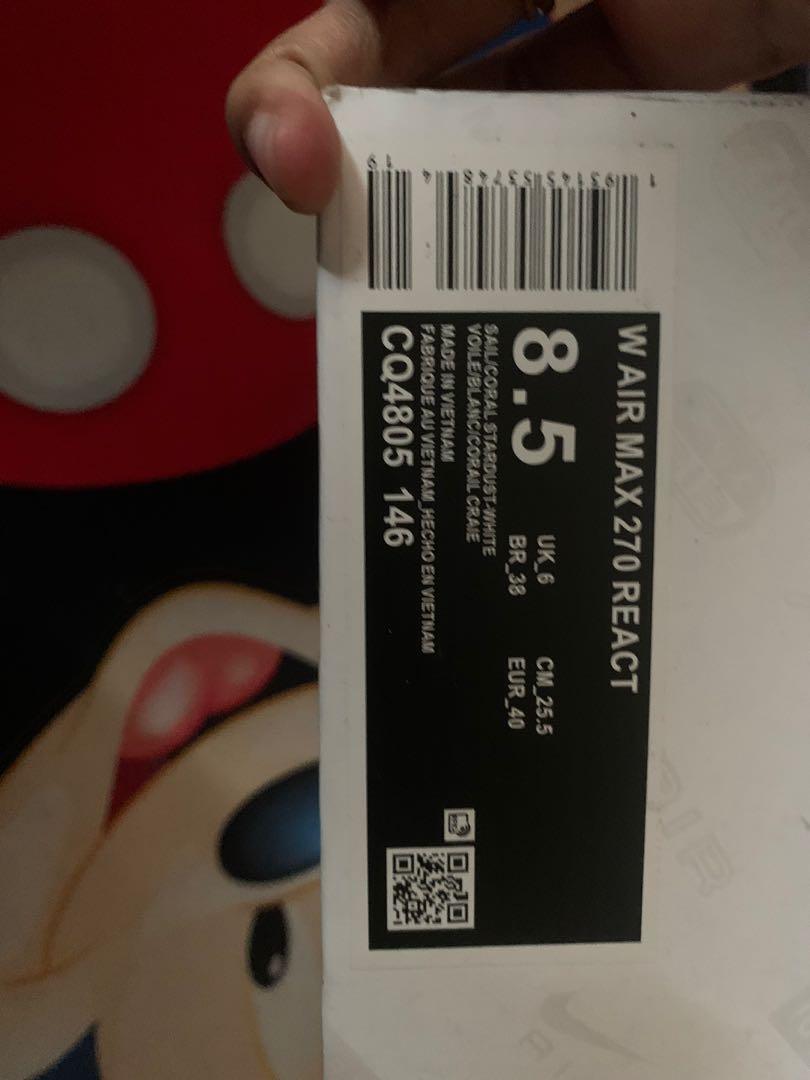 W AIR MAX 270 REACT
8.5
UK_6 CM_25.5
BR_38 EUR_40
SAIL/CORAL STARDUST-WHITE
VOILE/BLANC/CORAIL CRAIE
MADE IN VIETNAM
FABRIQUE AU VIETNAM_HECHO EN VIETNAM
CQ4805 146
AIR